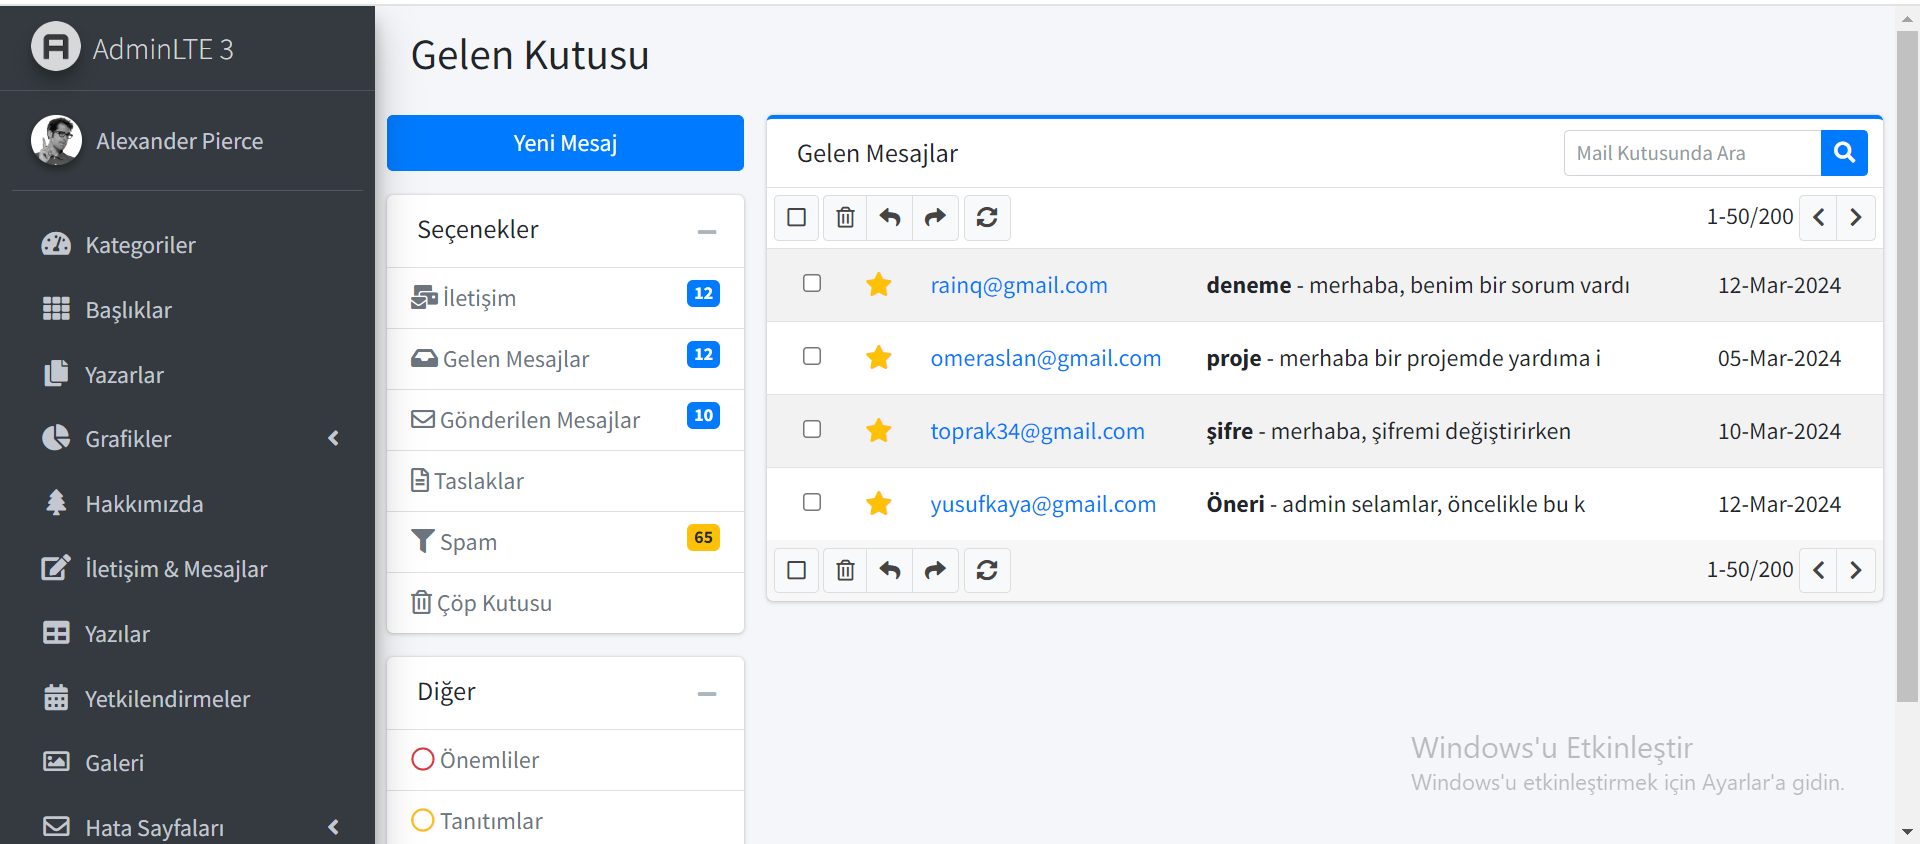 AdminLTE 3
Alexander Pierce
Kategoriler
Başlıklar
Yazarlar
Grafikler
Hakkımızda
İletişim & Mesajlar
Yazılar
Yetkilendirmeler
Galeri
Hata Sayfaları
Gelen Kutusu
Yeni Mesaj
Seçenekler
İletişim 12
Gelen Mesajlar 12
Gönderilen Mesajlar 10
Taslaklar
Spam 65
Çöp Kutusu
Diğer
Önemliler
Tanıtımlar
Gelen Mesajlar
Mail Kutusunda Ara
1-50/200
rainq@gmail.com deneme - merhaba, benim bir sorum vardı 12-Mar-2024
omeraslan@gmail.com proje - merhaba bir projemde yardıma i 05-Mar-2024
toprak34@gmail.com şifre - merhaba, şifremi değiştirirken 10-Mar-2024
yusufkaya@gmail.com Öneri - admin selamlar, öncelikle bu k 12-Mar-2024
1-50/200
Windows'u Etkinleştir
Windows'u etkinleştirmek için Ayarlar'a gidin.